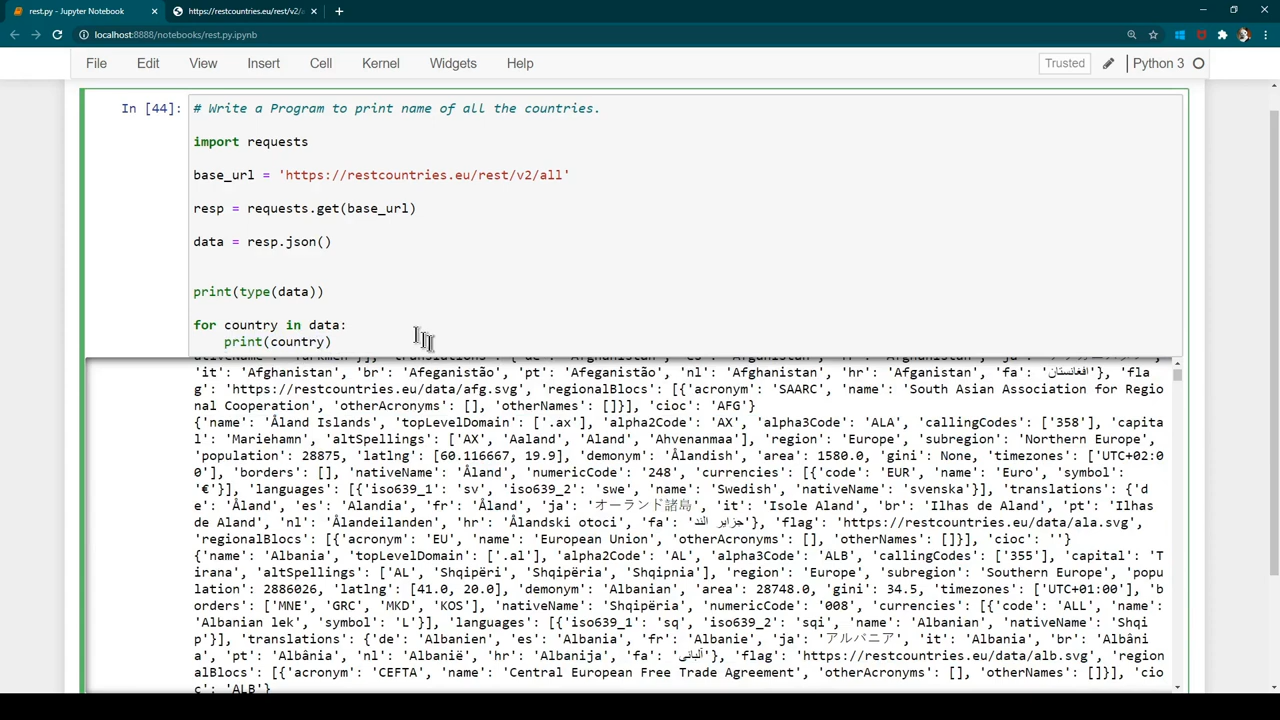 rest.py - Jupyter Notebook
https://restcountries.eu/rest/v2/a
localhost:8888/notebooks/rest.py.ipynb
File Edit View Insert Cell Kernel Widgets Help Trusted Python 3
In [44]: # Write a Program to print name of all the countries.
import requests
base_url = 'https://restcountries.eu/rest/v2/all'
resp = requests.get(base_url)
data = resp.json()
print(type(data))
for country in data:
print(country)
'it': 'Afghanistan', 'br': 'Afeganistão', 'pt': 'Afeganistão', 'nl': 'Afghanistan', 'hr': 'Afganistan', 'fa': 'افغانستان'}, 'fla
g': 'https://restcountries.eu/data/afg.svg', 'regionalBlocs': [{'acronym': 'SAARC', 'name': 'South Asian Association for Regio
nal Cooperation', 'otherAcronyms': [], 'otherNames': []}], 'cioc': 'AFG'}
{'name': 'Åland Islands', 'topLevelDomain': ['.ax'], 'alpha2Code': 'AX', 'alpha3Code': 'ALA', 'callingCodes': ['358'], 'capita
l': 'Mariehamn', 'altSpellings': ['AX', 'Aaland', 'Aland', 'Ahvenanmaa'], 'region': 'Europe', 'subregion': 'Northern Europe',
'population': 28875, 'latlng': [60.116667, 19.9], 'demonym': 'Ålandish', 'area': 1580.0, 'gini': None, 'timezones': ['UTC+02:0
0'], 'borders': [], 'nativeName': 'Åland', 'numericCode': '248', 'currencies': [{'code': 'EUR', 'name': 'Euro', 'symbol':
'€'}], 'languages': [{'iso639_1': 'sv', 'iso639_2': 'swe', 'name': 'Swedish', 'nativeName': 'svenska'}], 'translations': {'d
e': 'Åland', 'es': 'Alandia', 'fr': 'Åland', 'ja': 'オーランド諸島', 'it': 'Isole Aland', 'br': 'Ilhas de Aland', 'pt': 'Ilhas
de Aland', 'nl': 'Ålandeilanden', 'hr': 'Ålandski otoci', 'fa': 'جزایر الند'}, 'flag': 'https://restcountries.eu/data/ala.svg',
'regionalBlocs': [{'acronym': 'EU', 'name': 'European Union', 'otherAcronyms': [], 'otherNames': []}], 'cioc': ''}
{'name': 'Albania', 'topLevelDomain': ['.al'], 'alpha2Code': 'AL', 'alpha3Code': 'ALB', 'callingCodes': ['355'], 'capital': 'T
irana', 'altSpellings': ['AL', 'Shqipëri', 'Shqipëria', 'Shqipnia'], 'region': 'Europe', 'subregion': 'Southern Europe', 'popu
lation': 2886026, 'latlng': [41.0, 20.0], 'demonym': 'Albanian', 'area': 28748.0, 'gini': 34.5, 'timezones': ['UTC+01:00'], 'b
orders': ['MNE', 'GRC', 'MKD', 'KOS'], 'nativeName': 'Shqipëria', 'numericCode': '008', 'currencies': [{'code': 'ALL', 'name':
'Albanian lek', 'symbol': 'L'}], 'languages': [{'iso639_1': 'sq', 'iso639_2': 'sqi', 'name': 'Albanian', 'nativeName': 'Shqi
p'}], 'translations': {'de': 'Albanien', 'es': 'Albania', 'fr': 'Albanie', 'ja': 'アルバニア', 'it': 'Albania', 'br': 'Albâni
a', 'pt': 'Albânia', 'nl': 'Albanië', 'hr': 'Albanija', 'fa': 'آلبانی'}, 'flag': 'https://restcountries.eu/data/alb.svg', 'region
alBlocs': [{'acronym': 'CEFTA', 'name': 'Central European Free Trade Agreement', 'otherAcronyms': [], 'otherNames': []}], 'cio
c': 'ALB'}